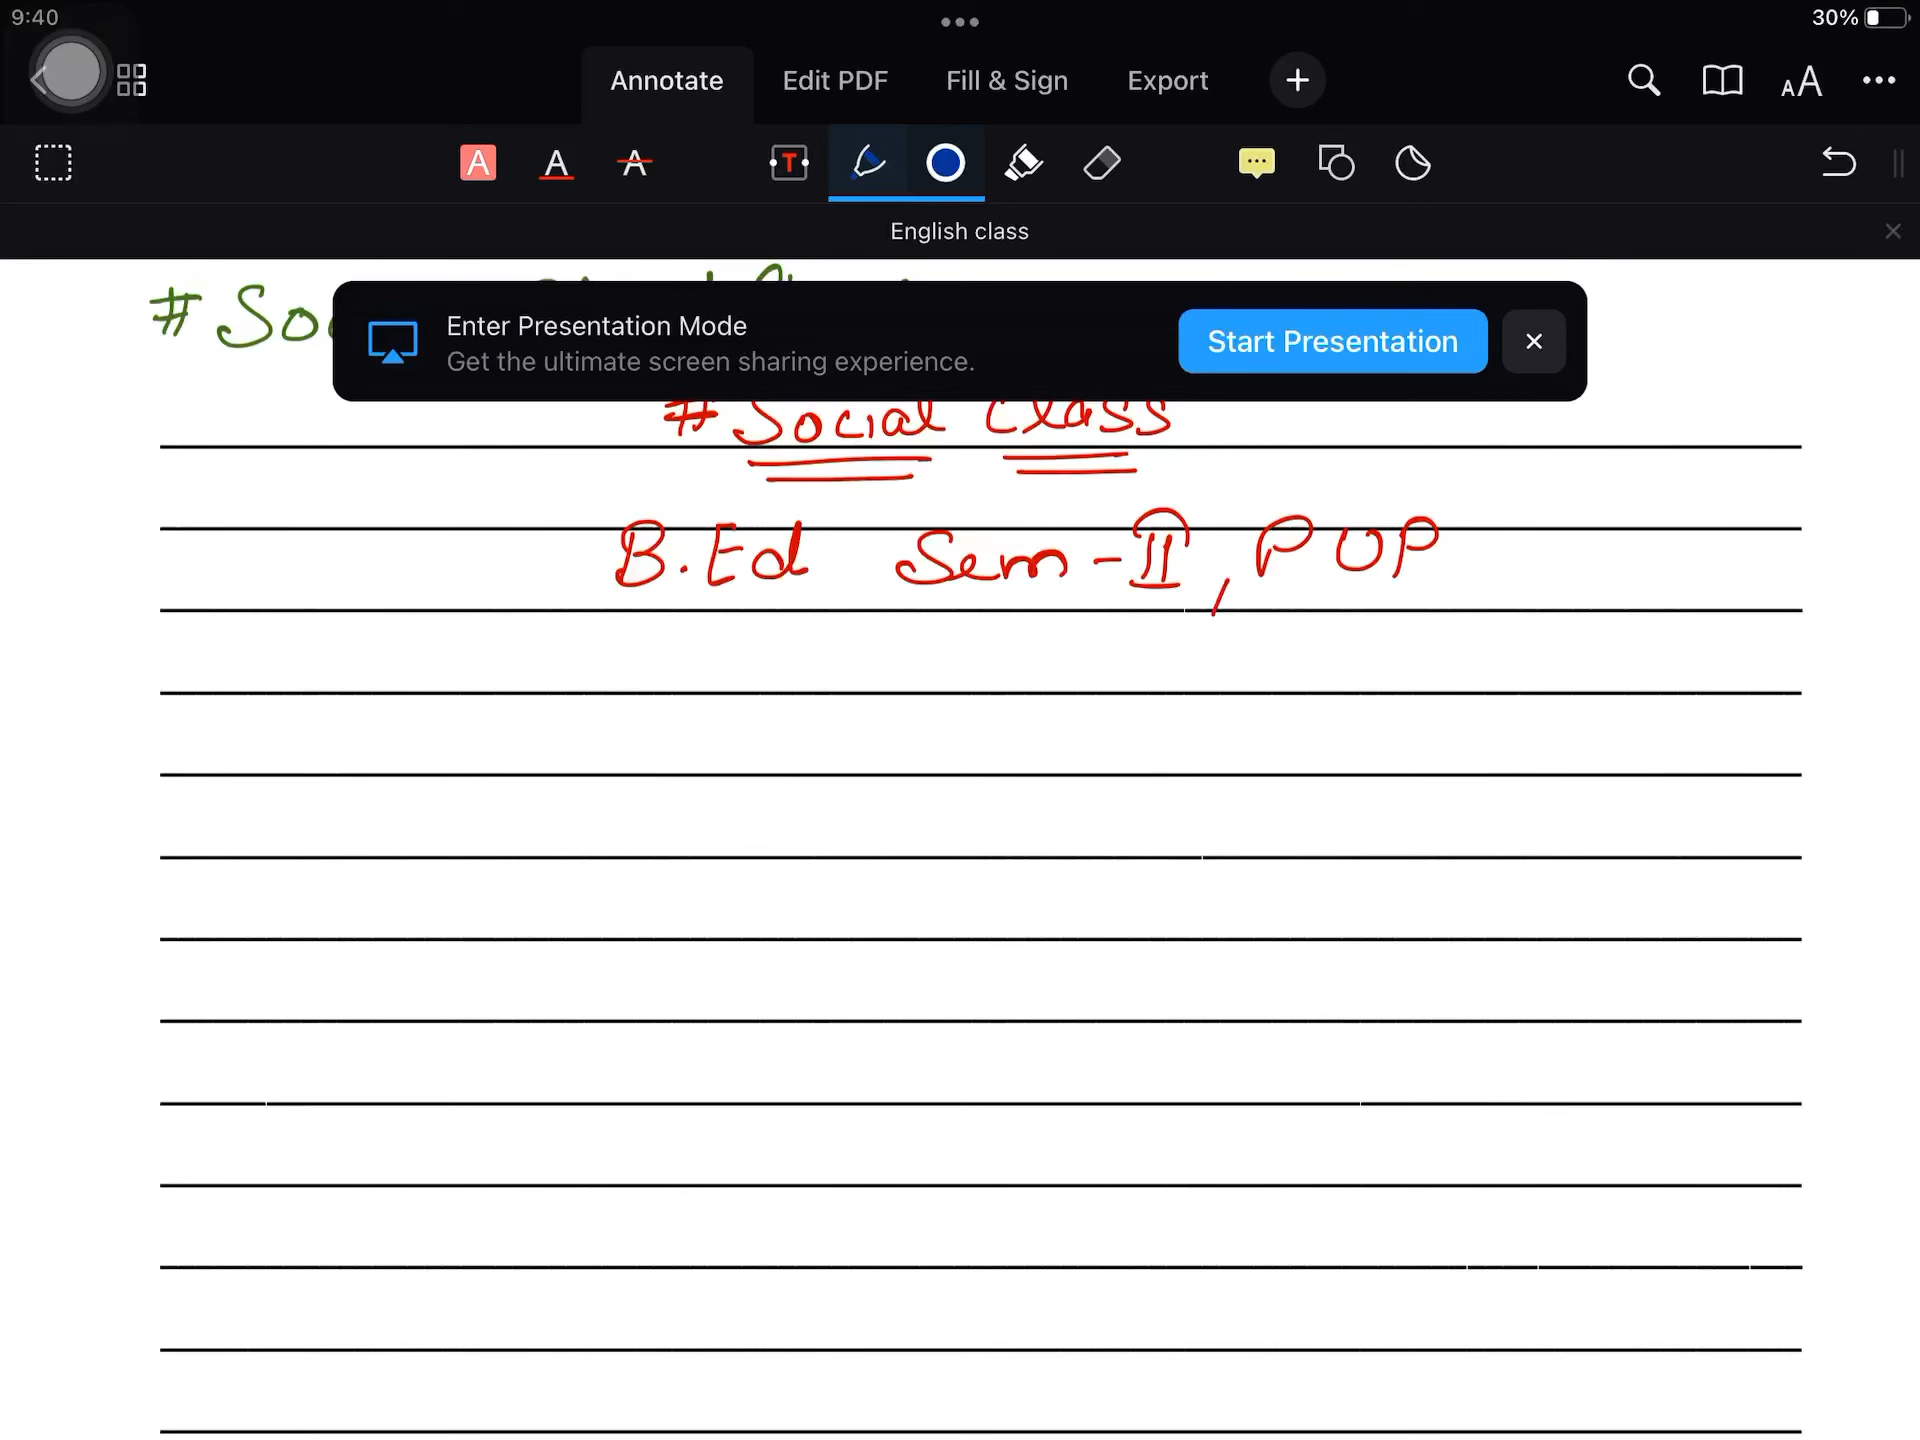 9:40
30%
Annotate Edit PDF Fill & Sign Export
English class
Enter Presentation Mode
Start Presentation
Get the ultimate screen sharing experience.
# Social Class
B.Ed Sem-II, POP